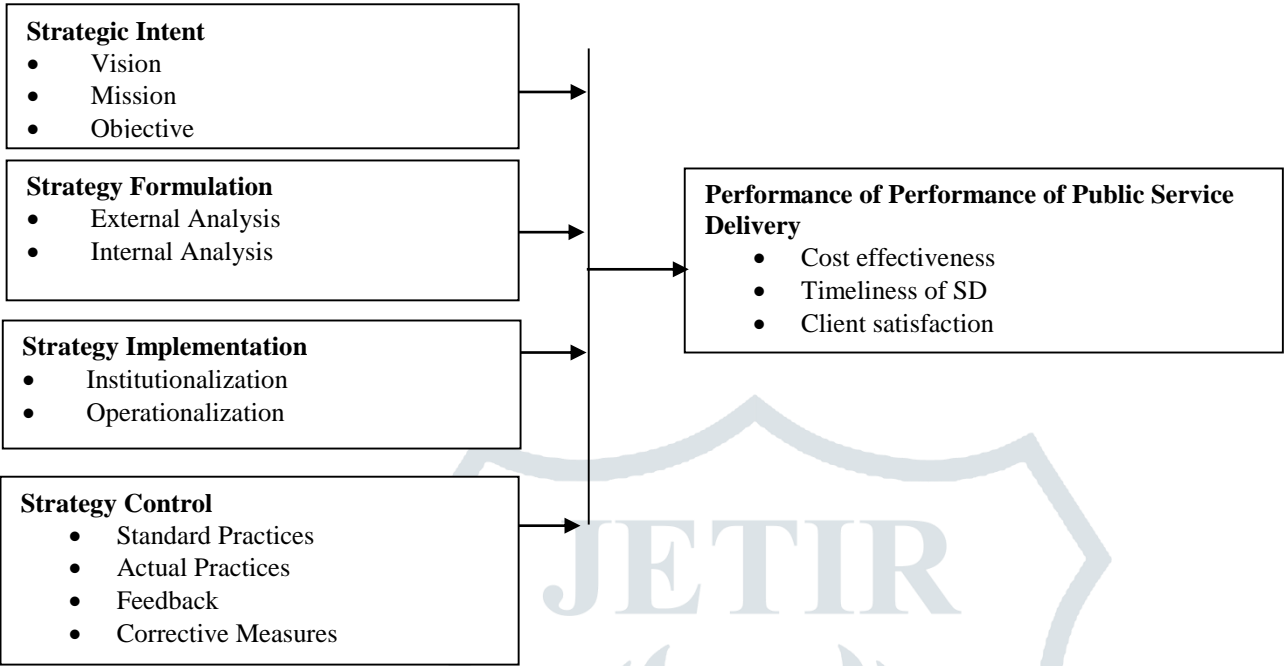 Strategic Intent
• Vision
• Mission
• Objective
Strategy Formulation
• External Analysis
• Internal Analysis
Strategy Implementation
• Institutionalization
• Operationalization
Strategy Control
• Standard Practices
• Actual Practices
• Feedback
• Corrective Measures
Performance of Performance of Public Service
Delivery
• Cost effectiveness
• Timeliness of SD
• Client satisfaction
JETIR